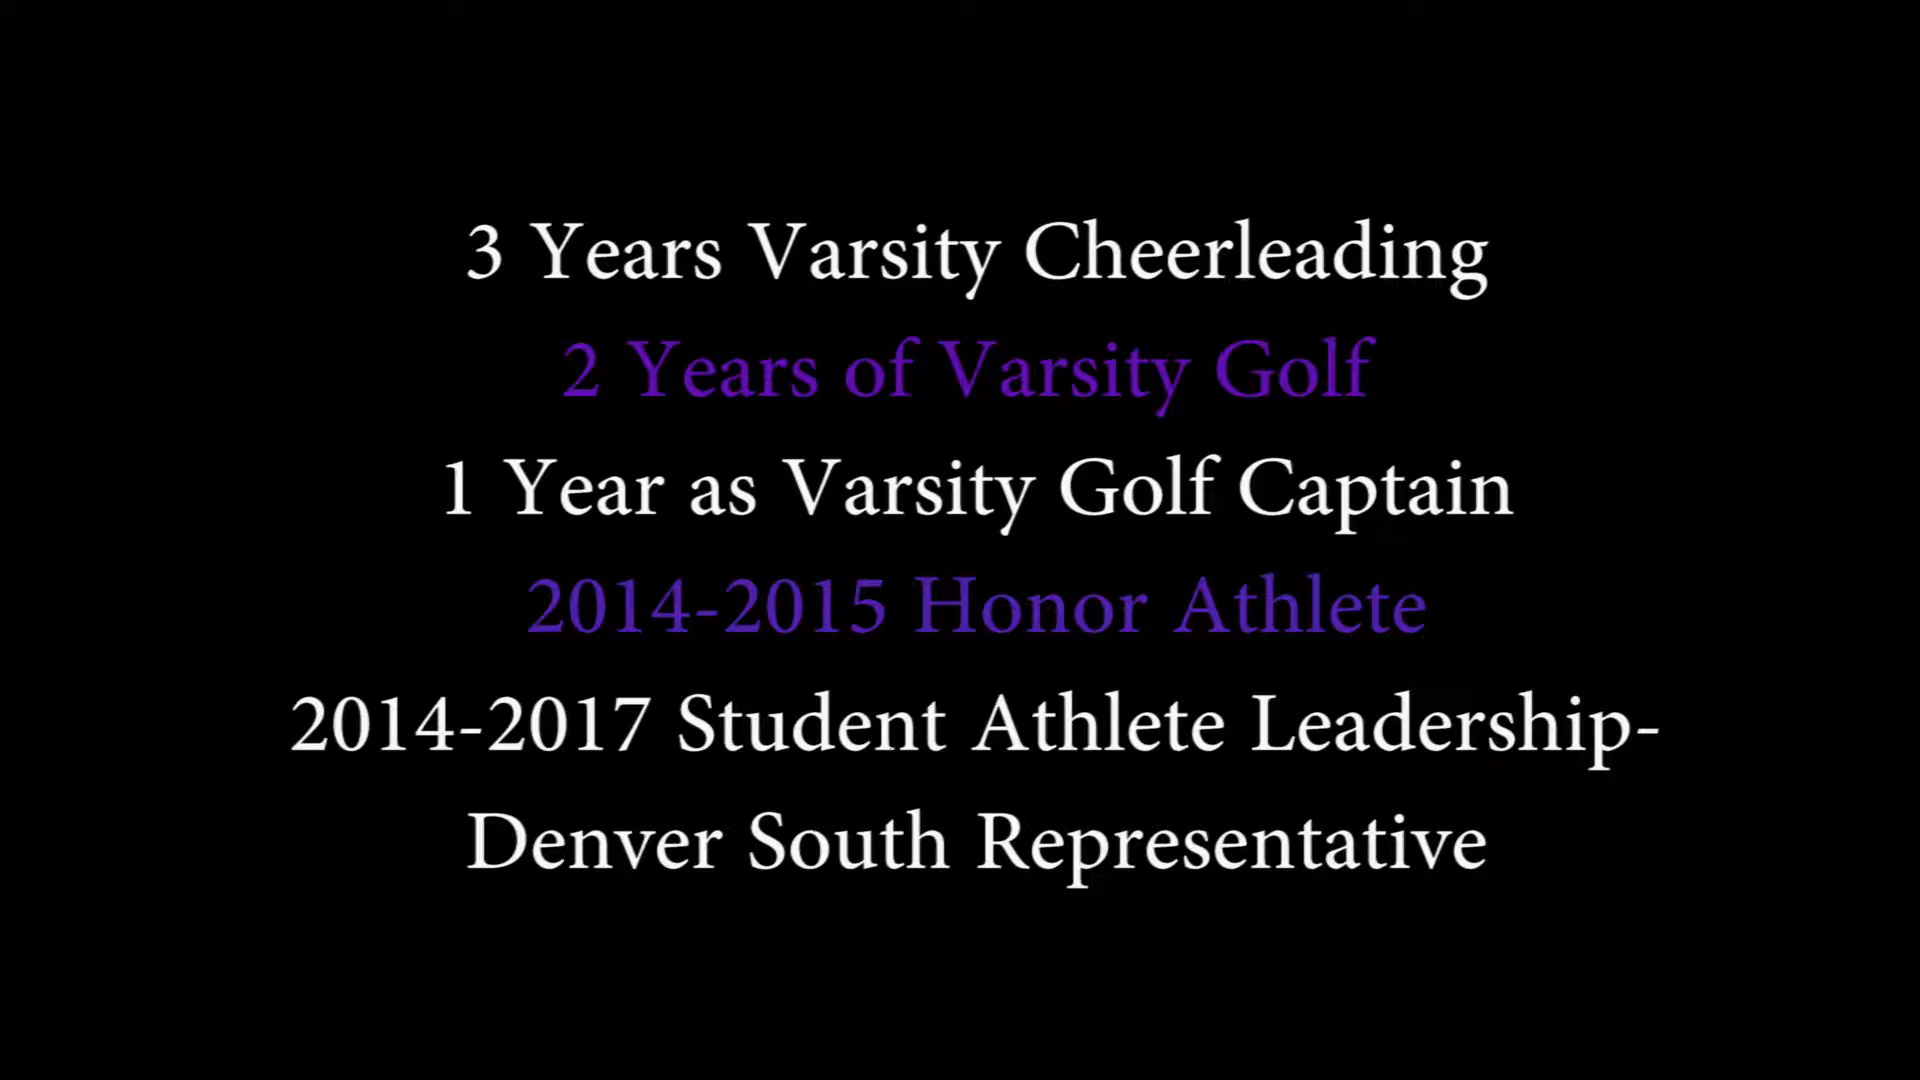 3 Years Varsity Cheerleading
2 Years of Varsity Golf
1 Year as Varsity Golf Captain
2014-2015 Honor Athlete
2014-2017 Student Athlete Leadership-
Denver South Representative